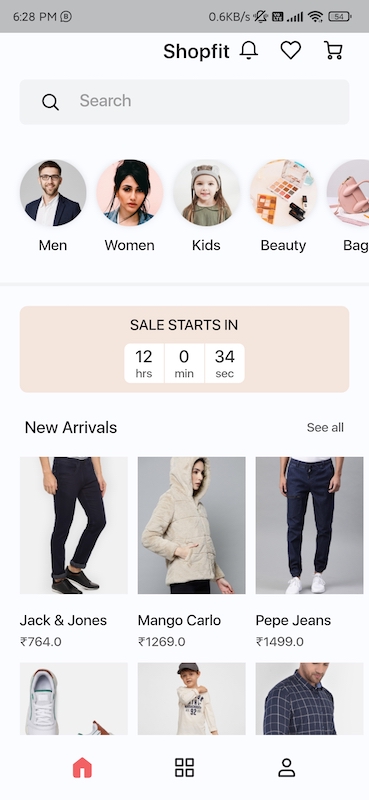 6:28 PM 0.6KB/s 54
Shopfit
Search
Men Women Kids Beauty Bag
SALE STARTS IN
12 0 34
hrs min sec
New Arrivals See all
Jack & Jones Mango Carlo Pepe Jeans
₹764.0 ₹1269.0 ₹1499.0